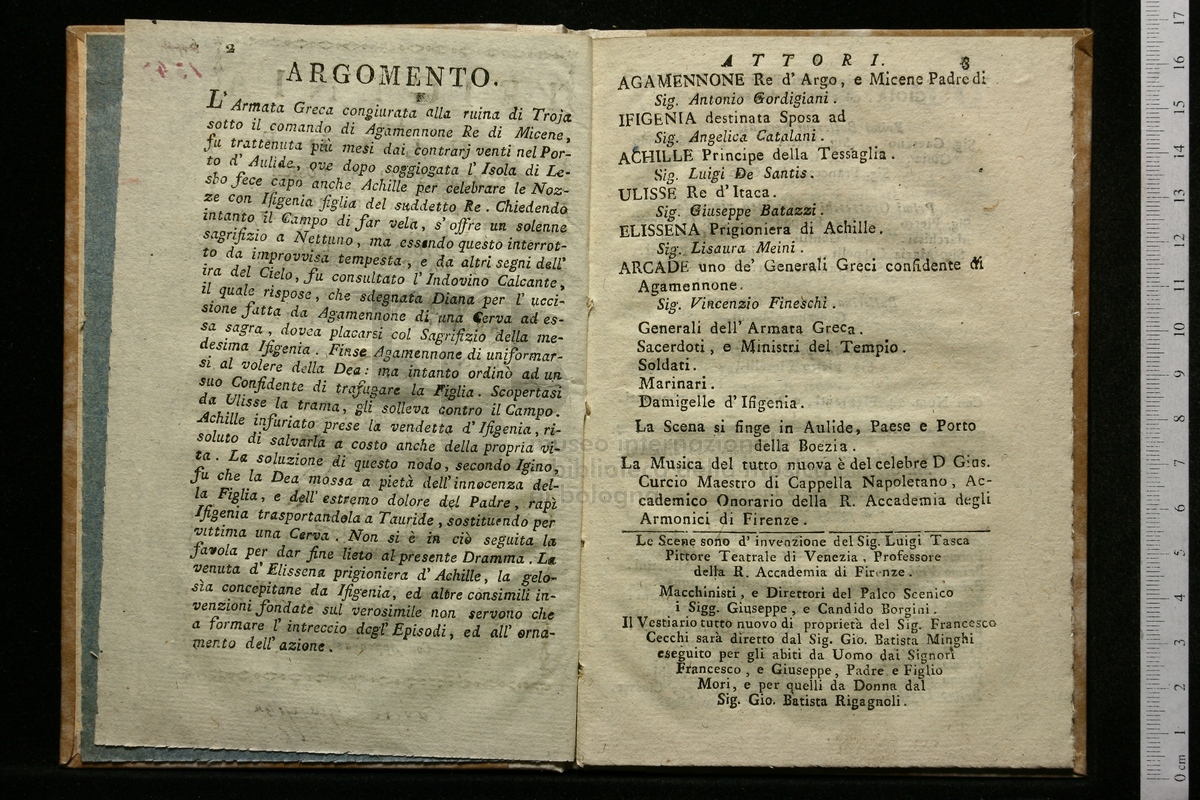 2
ARGOMENTO.
L'Armata Greca congiurata alla ruina di Troja
sotto il comando di Agamennone Re di Micene,
fu trattenuta più mesi dai contrarj venti nel Por-
to d' Aulide, ove dopo soggiogata l' Isola di Le-
sbo fece capo anche Achille per celebrare le Noz-
ze con Ifigenia figlia del suddetto Re. Chiedendo
intanto il Campo di far vela, s' offre un solenne
sagrifizio a Nettuno, ma essendo questo interrot-
to da improvvisa tempesta, e da altri segni dell'
ira del Cielo, fu consultato l' Indovino Calcante,
il quale rispose, che sdegnata Diana per l' ucci-
sione fatta da Agamennone di una Cerva ad es-
sa sagra, dovea placarsi col Sagrifizio della me-
desima Ifigenia. Finse Agamennone di uniformar-
si al volere della Dea: ma intanto ordinò ad un
suo Confidente di trafugare la Figlia. Scopertasi
da Ulisse la trama, gli solleva contro il Campo.
Achille infuriato prese la vendetta d' Ifigenia, ri-
soluto di salvarla a costo anche della propria vi-
ta. La soluzione di questo nodo, secondo Igino,
fu che la Dea mossa a pietà dell' innocenza del-
la Figlia, e dell' estremo dolore del Padre, rapì
Ifigenia trasportandola a Tauride, sostituendo per
vittima una Cerva. Non si è in ciò seguita la
favola per dar fine lieto al presente Dramma. La
venuta d' Elissena prigioniera d' Achille, la gelo-
sìa concepitane da Ifigenia, ed altre consimili in-
venzioni fondate sul verosimile non servono che
a formare l' intreccio degl' Episodi, ed all' orna-
mento dell' azione.
ATTORI. 3
AGAMENNONE Re d' Argo, e Micene Padre di
Sig. Antonio Gordigiani.
IFIGENIA destinata Sposa ad
Sig. Angelica Catalani.
ACHILLE Principe della Tessaglia.
Sig. Luigi De Santis.
ULISSE Re d' Itaca.
Sig. Giuseppe Batazzi.
ELISSENA Prigioniera di Achille.
Sig. Lisaura Meini.
ARCADE uno de' Generali Greci confidente di
Agamennone.
Sig. Vincenzio Fineschi.
Generali dell' Armata Greca.
Sacerdoti, e Ministri del Tempio.
Soldati.
Marinari.
Damigelle d' Ifigenia.
La Scena si finge in Aulide, Paese e Porto
della Boezia.
La Musica del tutto nuova è del celebre D Gius.
Curcio Maestro di Cappella Napoletano, Ac-
cademico Onorario della R. Accademia degli
Armonici di Firenze.
Le Scene sono d' invenzione del Sig. Luigi Tasca
Pittore Teatrale di Venezia, Professore
della R. Accademia di Firenze.
Macchinisti, e Direttori del Palco Scenico
i Sigg. Giuseppe, e Candido Borgini.
Il Vestiario tutto nuovo di proprietà del Sig. Francesco
Cecchi sarà diretto dal Sig. Gio. Batista Minghi
eseguito per gli abiti da Uomo dai Signori
Francesco, e Giuseppe, Padre e Figlio
Mori, e per quelli da Donna dal
Sig. Gio. Batista Rigagnoli.
0 cm 1 2 3 4 5 6 7 8 9 10 11 12 13 14 15 16 17